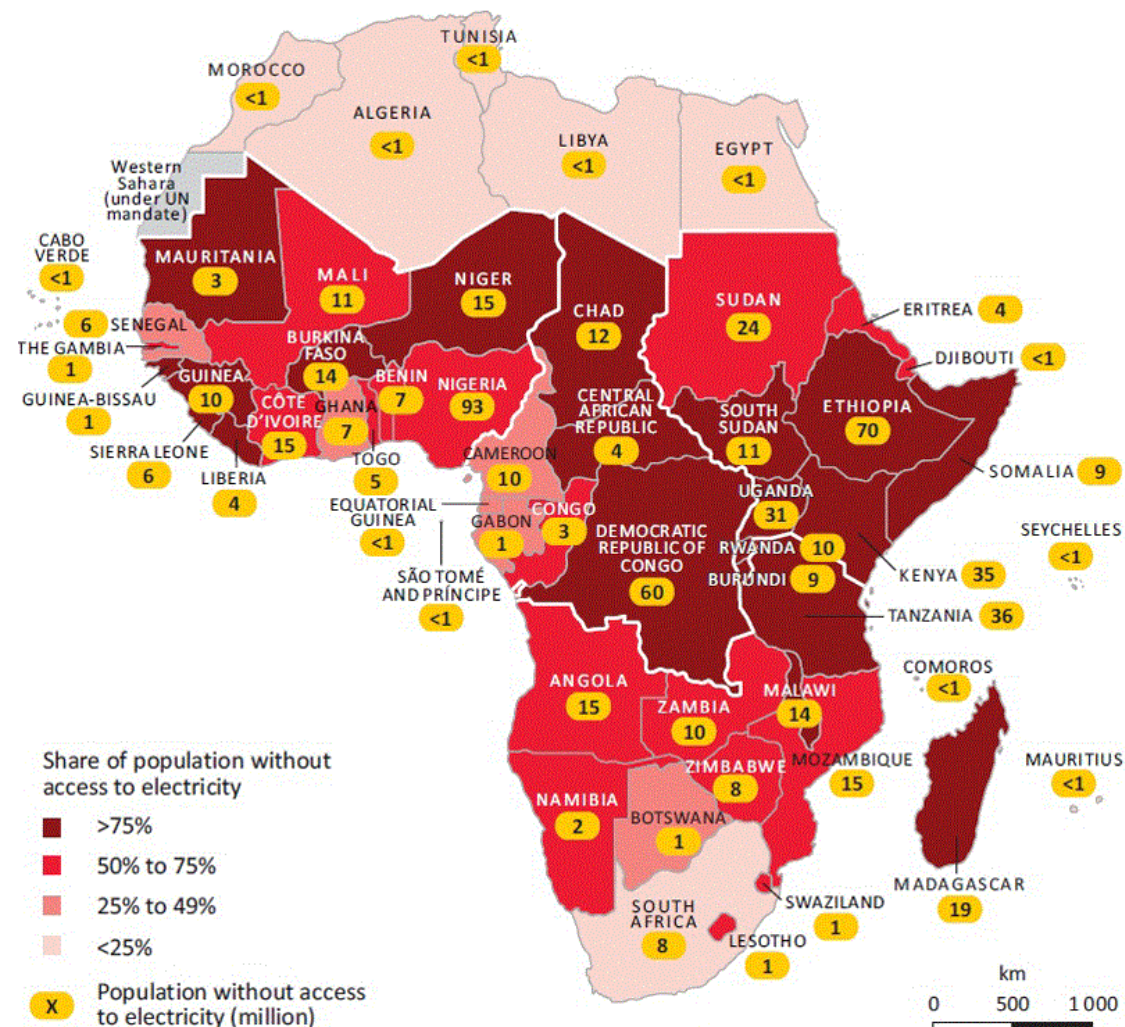 TUNISIA
<1
MOROCCO
<1
ALGERIA
<1
LIBYA
<1
EGYPT
<1
Western
Sahara
(under UN
mandate)
CABO
VERDE
<1
MAURITANIA
3
MALI
11
NIGER
15
CHAD
12
SUDAN
24
ERITREA 4
6 SENEGAL
THE GAMBIA
1
BURKINA
FASO
14
DJIBOUTI <1
GUINEA-BISSAU
1
GUINEA
10
CÔTE
D'IVOIRE
15
GHANA
7
BENIN
7
NIGERIA
93
CENTRAL
AFRICAN
REPUBLIC
4
SOUTH
SUDAN
11
ETHIOPIA
70
SIERRA LEONE
6
LIBERIA
4
TOGO
5
CAMEROON
10
SOMALIA 9
EQUATORIAL
GUINEA
<1
GABON
1
CONGO
3
DEMOCRATIC
REPUBLIC OF
CONGO
60
UGANDA
31
RWANDA 10
BURUNDI 9
KENYA 35
SEYCHELLES
<1
SÃO TOMÉ
AND PRÍNCIPE
<1
TANZANIA 36
ANGOLA
15
ZAMBIA
10
MALAWI
14
COMOROS
<1
MOZAMBIQUE
15
ZIMBABWE
8
MAURITIUS
<1
NAMIBIA
2
BOTSWANA
1
MADAGASCAR
19
SOUTH
AFRICA
8
SWAZILAND
1
LESOTHO
1
Share of population without
access to electricity
>75%
50% to 75%
25% to 49%
<25%
X Population without access
to electricity (million)
km
0 500 1 000